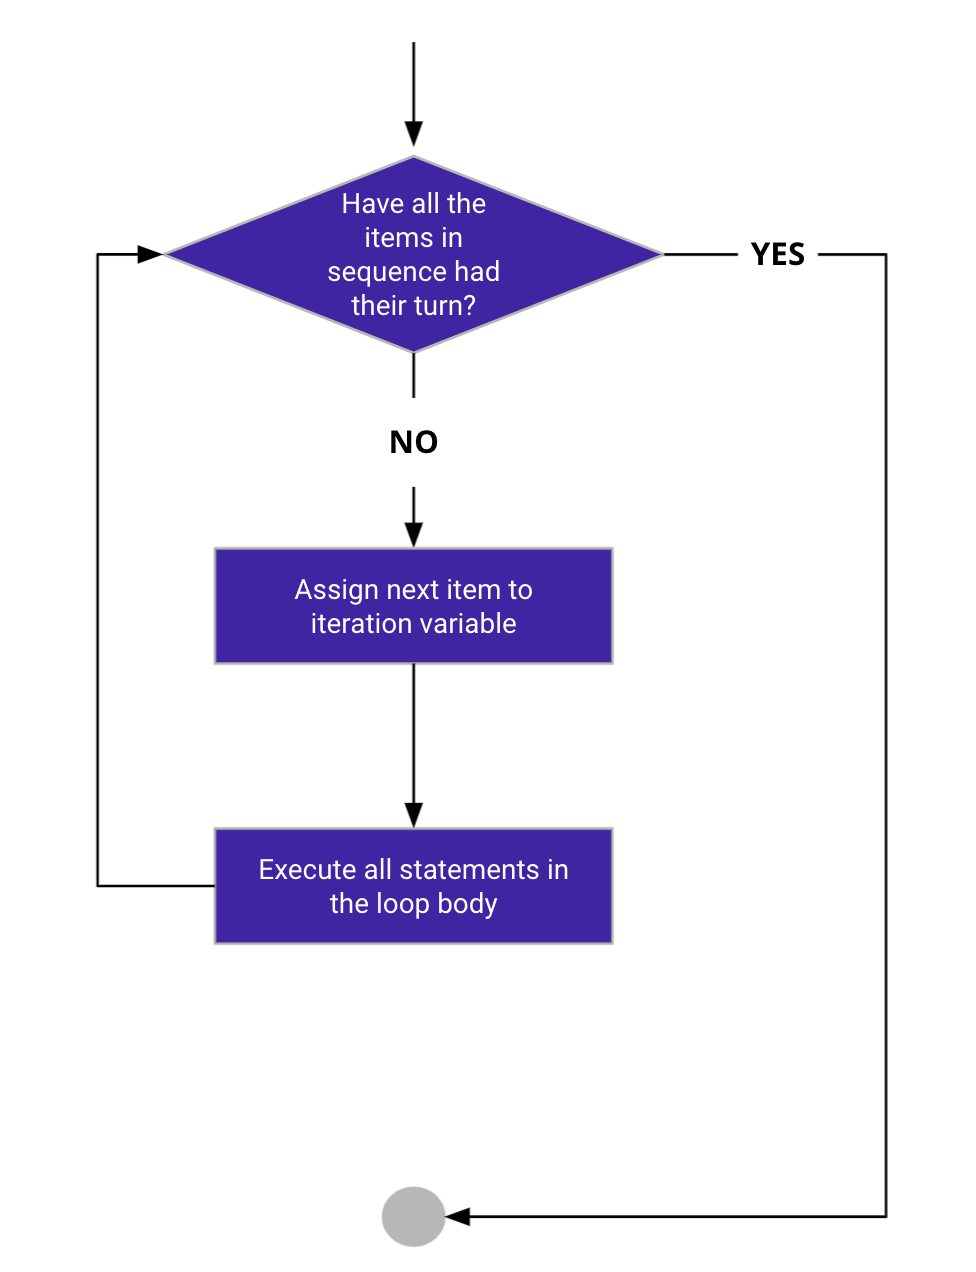 Have all the
items in
sequence had
their turn?
YES
NO
Assign next item to
iteration variable
Execute all statements in
the loop body